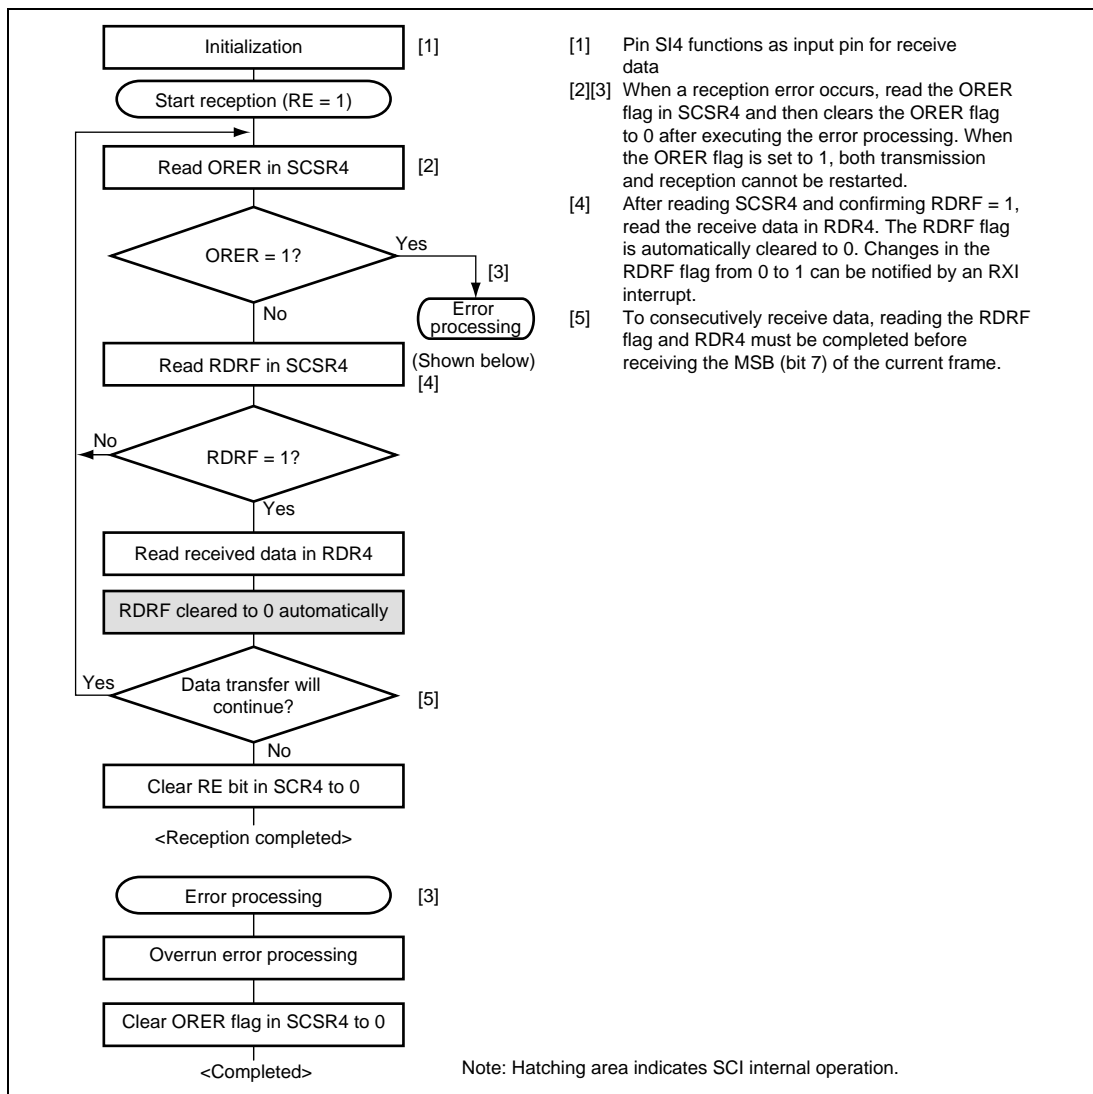 Initialization
[1]
Start reception (RE = 1)
Read ORER in SCSR4
[2]
ORER = 1?
Yes
[3]
Error
processing
(Shown below)
No
Read RDRF in SCSR4
[4]
No
RDRF = 1?
Yes
Read received data in RDR4
RDRF cleared to 0 automatically
Yes
Data transfer will
continue?
[5]
No
Clear RE bit in SCR4 to 0
<Reception completed>
Error processing
[3]
Overrun error processing
Clear ORER flag in SCSR4 to 0
<Completed>
[1] Pin SI4 functions as input pin for receive
data
[2][3] When a reception error occurs, read the ORER
flag in SCSR4 and then clears the ORER flag
to 0 after executing the error processing. When
the ORER flag is set to 1, both transmission
and reception cannot be restarted.
[4] After reading SCSR4 and confirming RDRF = 1,
read the receive data in RDR4. The RDRF flag
is automatically cleared to 0. Changes in the
RDRF flag from 0 to 1 can be notified by an RXI
interrupt.
[5] To consecutively receive data, reading the RDRF
flag and RDR4 must be completed before
receiving the MSB (bit 7) of the current frame.
Note: Hatching area indicates SCI internal operation.